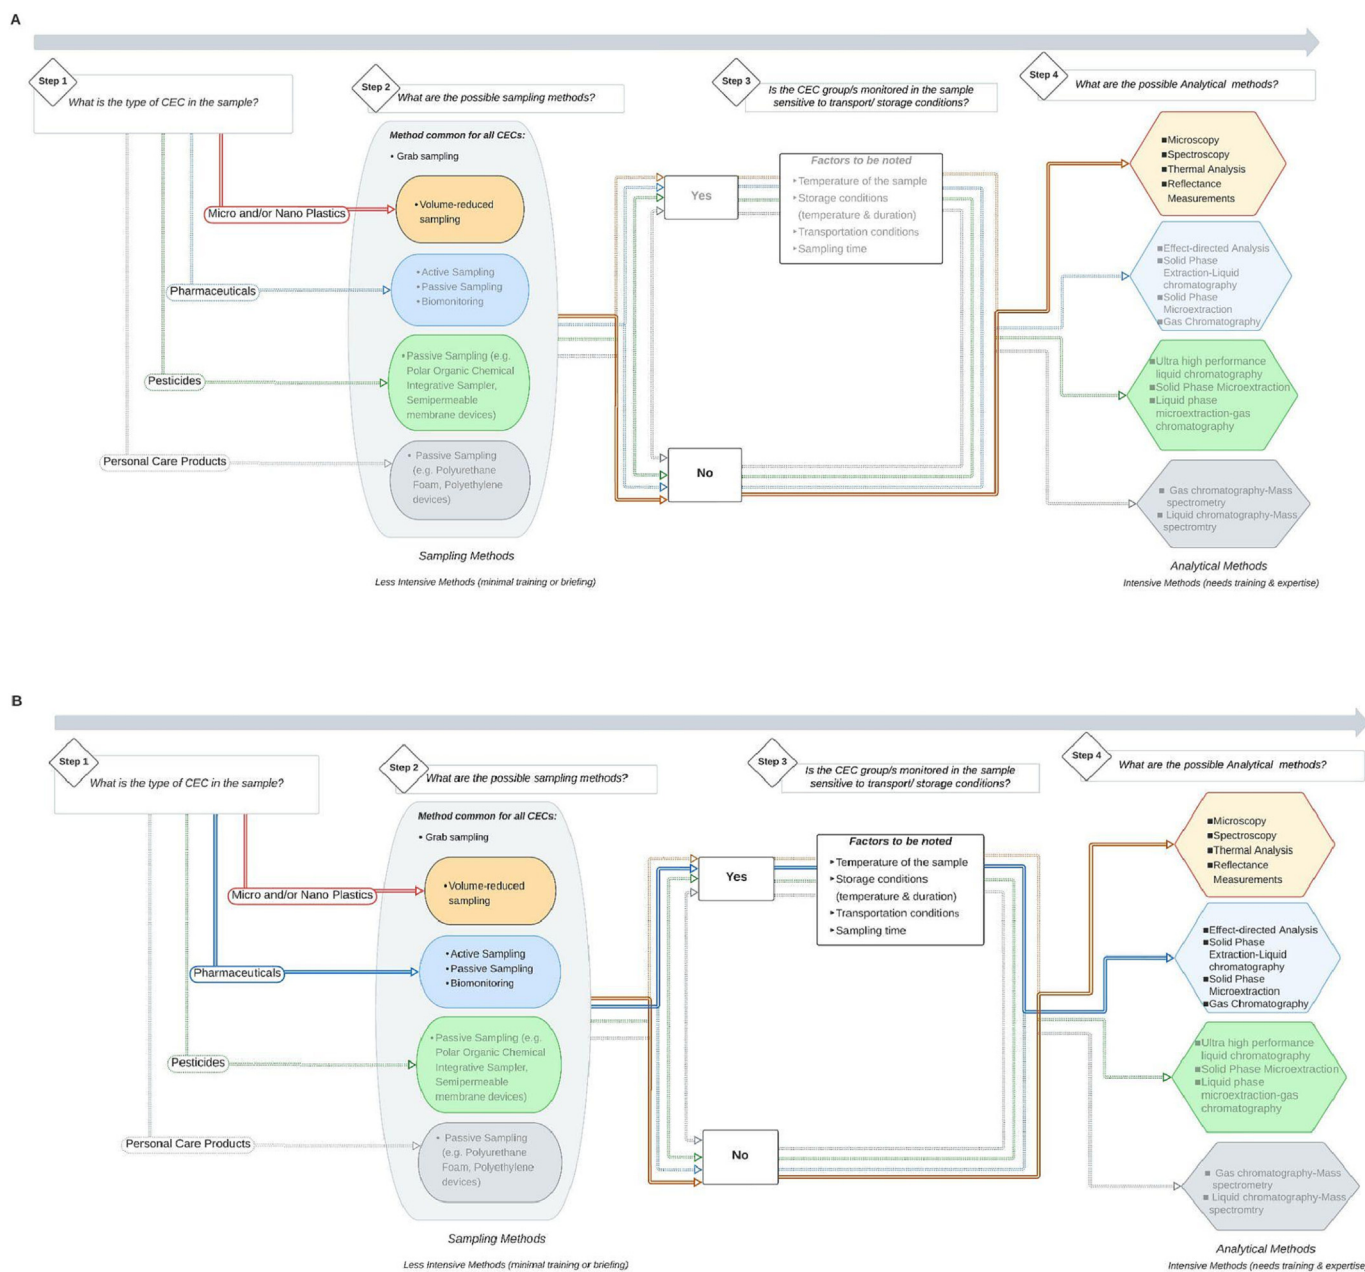 A
Step 1
What is the type of CEC in the sample?
Step 2
What are the possible sampling methods?
Step 3
Is the CEC group/s monitored in the sample
sensitive to transport/ storage conditions?
Step 4
What are the possible Analytical methods?
Micro and/or Nano Plastics
Pharmaceuticals
Pesticides
Personal Care Products
Method common for all CECs:
• Grab sampling
• Volume-reduced
sampling
• Active Sampling
• Passive Sampling
• Biomonitoring
• Passive Sampling (e.g.
Polar Organic Chemical
Integrative Sampler,
Semipermeable
membrane devices)
• Passive Sampling
(e.g. Polyurethane
Foam, Polyethylene
devices)
Sampling Methods
Less Intensive Methods (minimal training or briefing)
Yes
Factors to be noted
▸ Temperature of the sample
▸ Storage conditions
(temperature & duration)
▸ Transportation conditions
▸ Sampling time
No
■ Microscopy
■ Spectroscopy
■ Thermal Analysis
■ Reflectance
Measurements
■ Effect-directed Analysis
■ Solid Phase
Extraction-Liquid
chromatography
■ Solid Phase
Microextraction
■ Gas Chromatography
■ Ultra high performance
liquid chromatography
■ Solid Phase Microextraction
■ Liquid phase
microextraction-gas
chromatography
■ Gas chromatography-Mass
spectrometry
■ Liquid chromatography-Mass
spectromtry
Analytical Methods
Intensive Methods (needs training & expertise)
B
Step 1
What is the type of CEC in the sample?
Step 2
What are the possible sampling methods?
Step 3
Is the CEC group/s monitored in the sample
sensitive to transport/ storage conditions?
Step 4
What are the possible Analytical methods?
Micro and/or Nano Plastics
Pharmaceuticals
Pesticides
Personal Care Products
Method common for all CECs:
• Grab sampling
• Volume-reduced
sampling
• Active Sampling
• Passive Sampling
• Biomonitoring
• Passive Sampling (e.g.
Polar Organic Chemical
Integrative Sampler,
Semipermeable
membrane devices)
• Passive Sampling
(e.g. Polyurethane
Foam, Polyethylene
devices)
Sampling Methods
Less Intensive Methods (minimal training or briefing)
Yes
Factors to be noted
▸ Temperature of the sample
▸ Storage conditions
(temperature & duration)
▸ Transportation conditions
▸ Sampling time
No
■ Microscopy
■ Spectroscopy
■ Thermal Analysis
■ Reflectance
Measurements
■ Effect-directed Analysis
■ Solid Phase
Extraction-Liquid
chromatography
■ Solid Phase
Microextraction
■ Gas Chromatography
■ Ultra high performance
liquid chromatography
■ Solid Phase Microextraction
■ Liquid phase
microextraction-gas
chromatography
■ Gas chromatography-Mass
spectrometry
■ Liquid chromatography-Mass
spectromtry
Analytical Methods
Intensive Methods (needs training & expertise